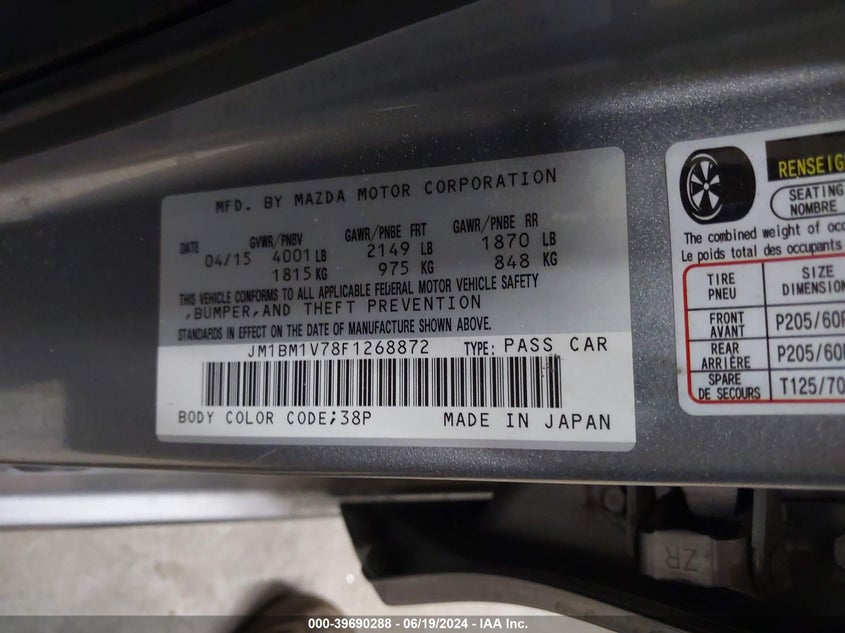 MFD. BY MAZDA MOTOR CORPORATION
DATE GVWR/PNBV GAWR/PNBE FRT GAWR/PNBE RR
04/15 4001 LB 2149 LB 1870 LB
1815 KG 975 KG 848 KG
THIS VEHICLE CONFORMS TO ALL APPLICABLE FEDERAL MOTOR VEHICLE SAFETY
,BUMPER,AND THEFT PREVENTION
STANDARDS IN EFFECT ON THE DATE OF MANUFACTURE SHOWN ABOVE.
JM1BM1V78F1268872 TYPE: PASS CAR
BODY COLOR CODE;38P MADE IN JAPAN
RENSEIG
SEATING
NOMBRE
The combined weight of occ
Le poids total des occupants
TIRE SIZE
PNEU DIMENSION
FRONT
AVANT P205/60R
REAR
ARRIÈRE P205/60R
SPARE
DE SECOURS T125/70
ZR
000-39690288 - 06/19/2024 - IAA Inc.